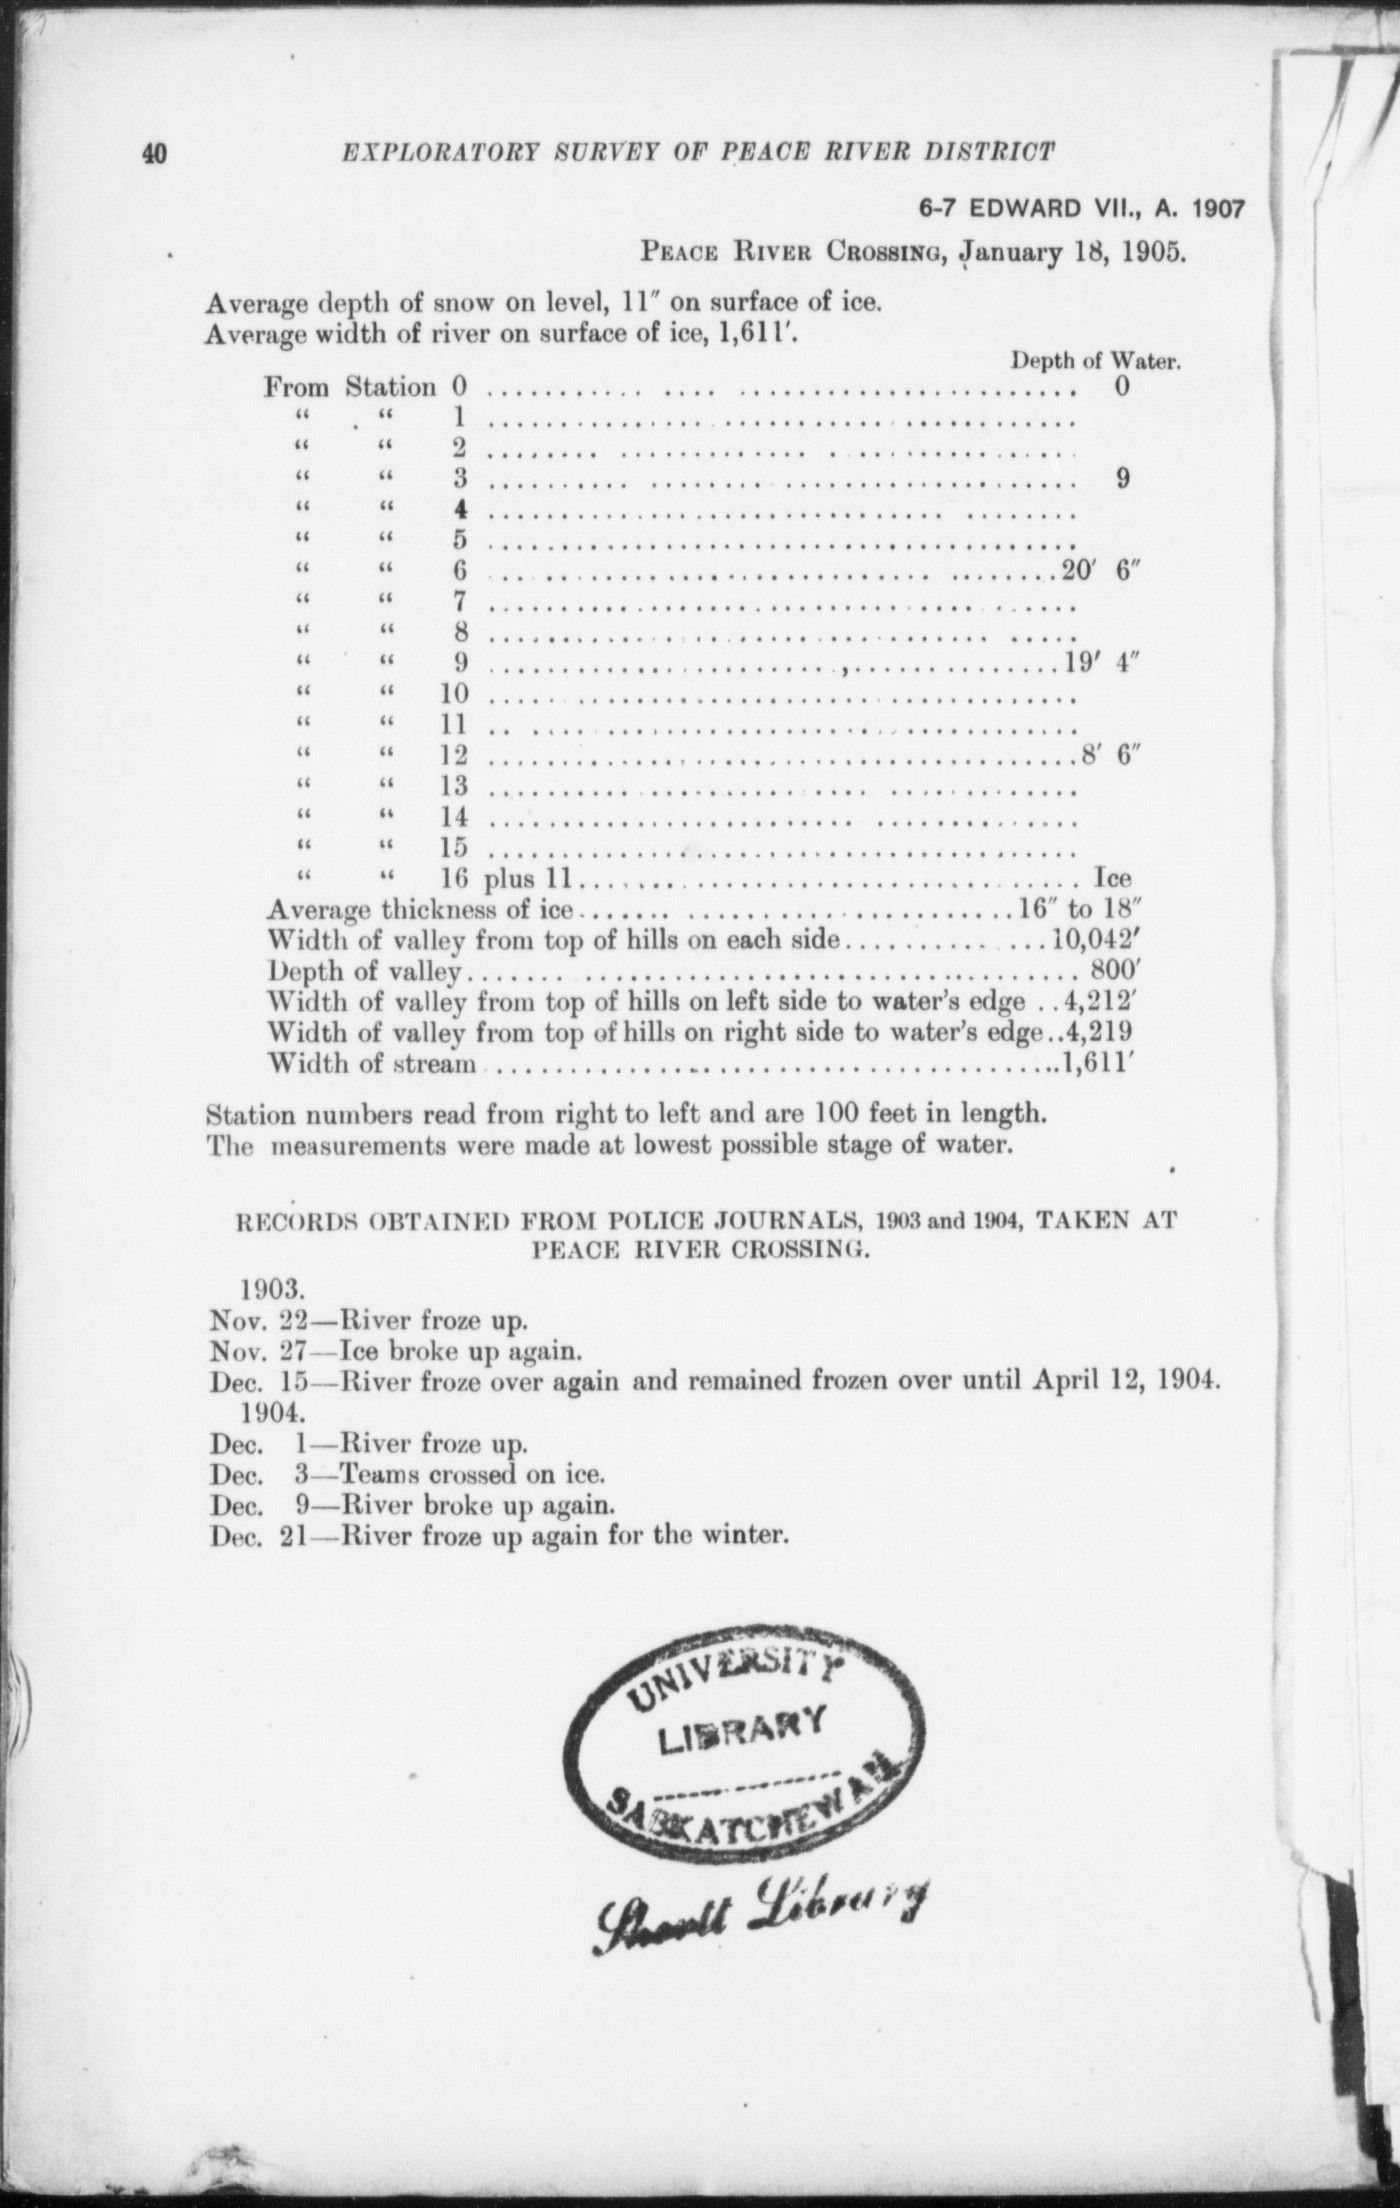 40 EXPLORATORY SURVEY OF PEACE RIVER DISTRICT
6-7 EDWARD VII., A. 1907
PEACE RIVER CROSSING, January 18, 1905.
Average depth of snow on level, 11″ on surface of ice.
Average width of river on surface of ice, 1,611′.
Depth of Water.
From Station 0 ........................................ 0
“ “ 1 ........................................
“ “ 2 ........................................
“ “ 3 ........................................ 9
“ “ 4 ........................................
“ “ 5 ........................................
“ “ 6 ........................................20′ 6″
“ “ 7 ........................................
“ “ 8 ........................................
“ “ 9 ........................................19′ 4″
“ “ 10 ........................................
“ “ 11 ........................................
“ “ 12 ........................................8′ 6″
“ “ 13 ........................................
“ “ 14 ........................................
“ “ 15 ........................................
“ “ 16 plus 11.................................. Ice
Average thickness of ice..............................16″ to 18″
Width of valley from top of hills on each side..............10,042′
Depth of valley.......................................... 800′
Width of valley from top of hills on left side to water's edge ..4,212′
Width of valley from top of hills on right side to water's edge..4,219
Width of stream ........................................1,611′
Station numbers read from right to left and are 100 feet in length.
The measurements were made at lowest possible stage of water.
RECORDS OBTAINED FROM POLICE JOURNALS, 1903 and 1904, TAKEN AT
PEACE RIVER CROSSING.
1903.
Nov. 22—River froze up.
Nov. 27—Ice broke up again.
Dec. 15—River froze over again and remained frozen over until April 12, 1904.
1904.
Dec. 1—River froze up.
Dec. 3—Teams crossed on ice.
Dec. 9—River broke up again.
Dec. 21—River froze up again for the winter.
UNIVERSITY
LIBRARY
SASKATCHEWAN
Shortt Library